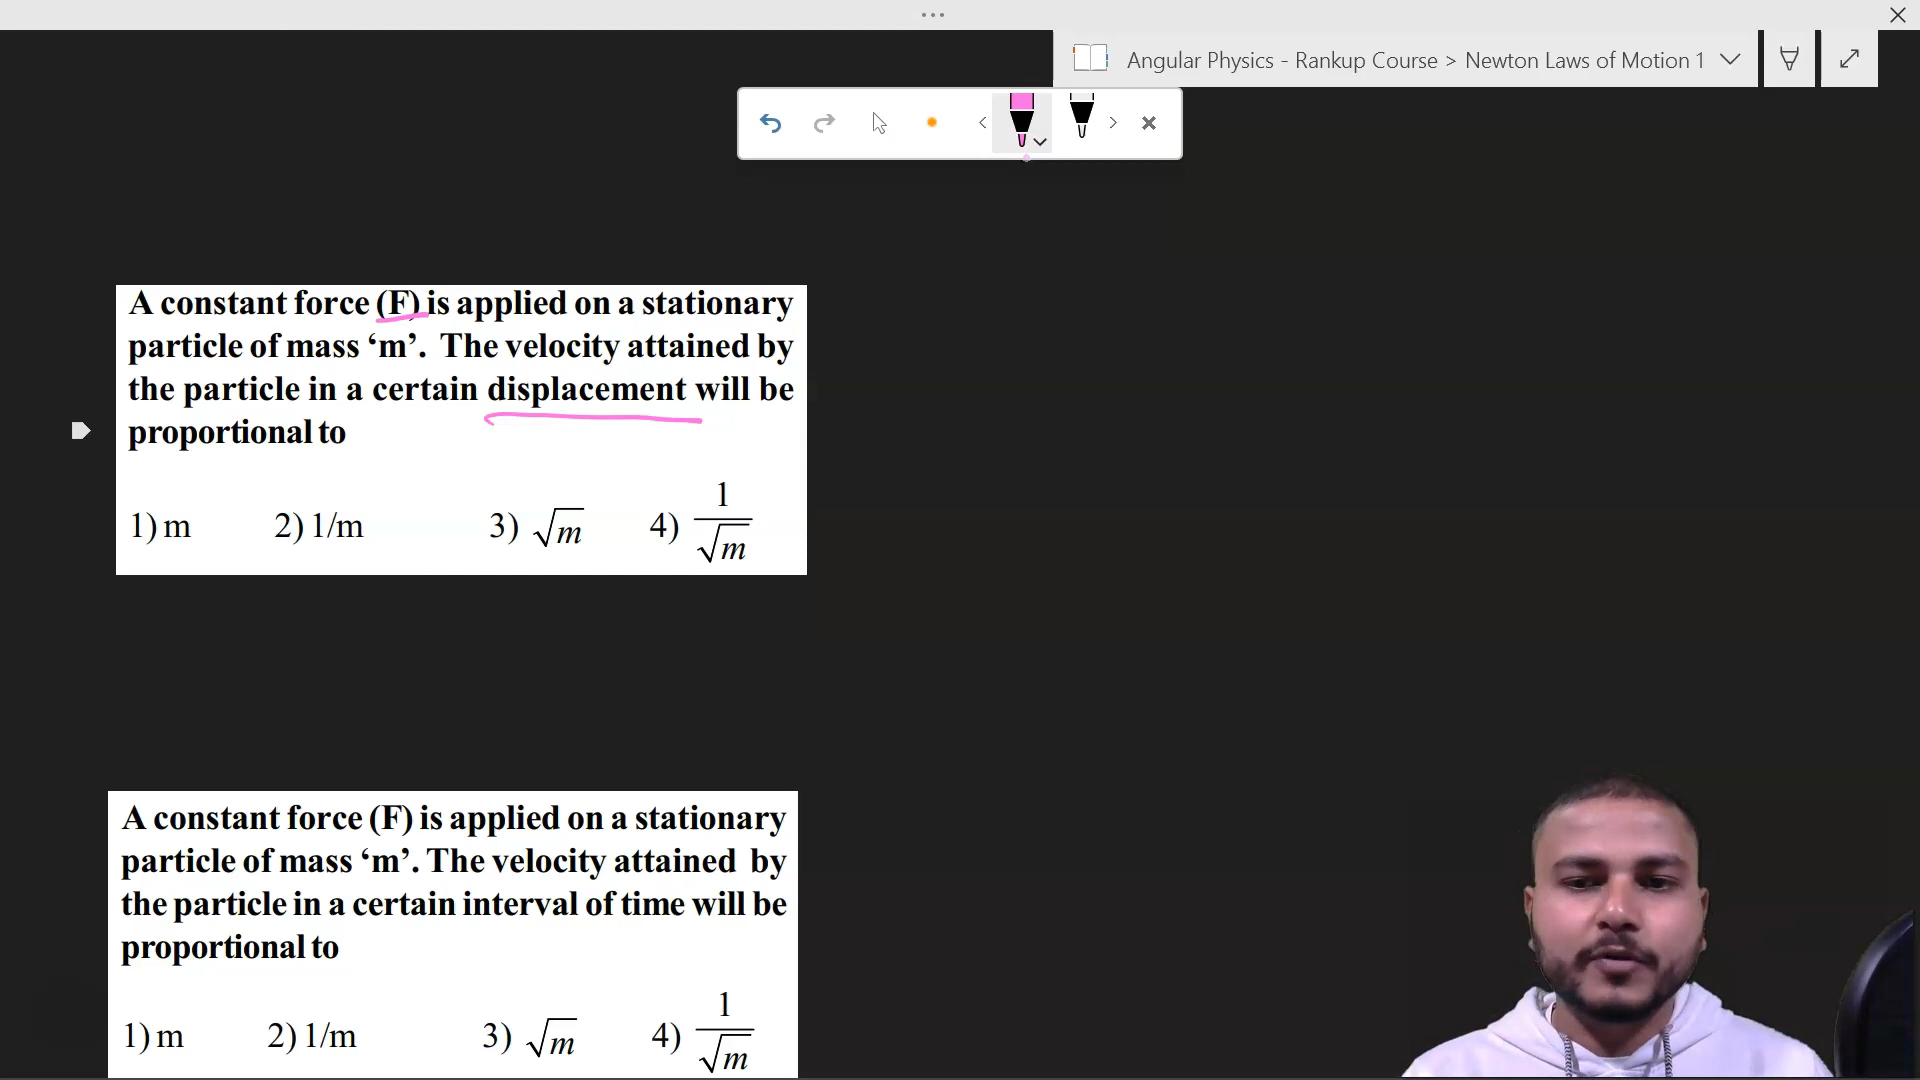 Angular Physics - Rankup Course > Newton Laws of Motion 1
A constant force (F) is applied on a stationary
particle of mass ‘m’. The velocity attained by
the particle in a certain displacement will be
proportional to
1) m 2) 1/m 3) √m 4) 1/√m
A constant force (F) is applied on a stationary
particle of mass ‘m’. The velocity attained by
the particle in a certain interval of time will be
proportional to
1) m 2) 1/m 3) √m 4) 1/√m